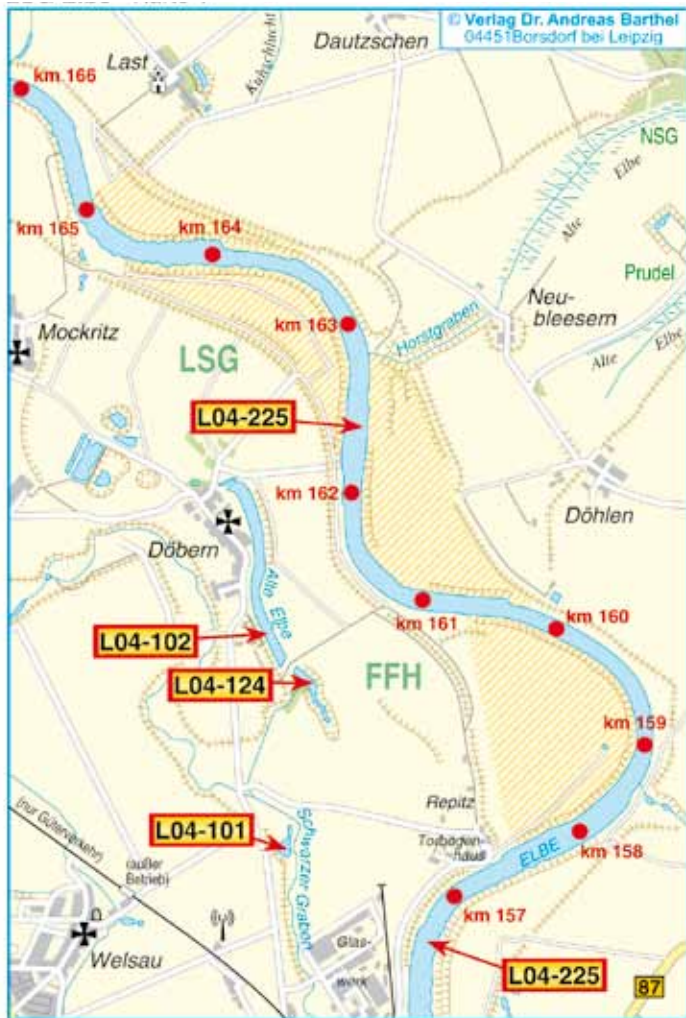 © Verlag Dr. Andreas Barthel
04451Borsdorf bei Leipzig
Dautzschen
Last
Kuhschlucht
km 166
NSG
Elbe
Alte
km 165
km 164
Prudel
Neu-
bleesern
km 163
Horstgraben
Mockritz
LSG
Alte
Elbe
L04-225
km 162
Döhlen
Döbern
Alte Elbe
km 161
km 160
L04-102
L04-124
FFH
km 159
Repitz
(nur Güterverkehr)
L04-101
Schwarzer Graben
Torbogen-
haus
ELBE
km 158
(außer
Betrieb)
km 157
Glas-
werk
Welsau
L04-225
87